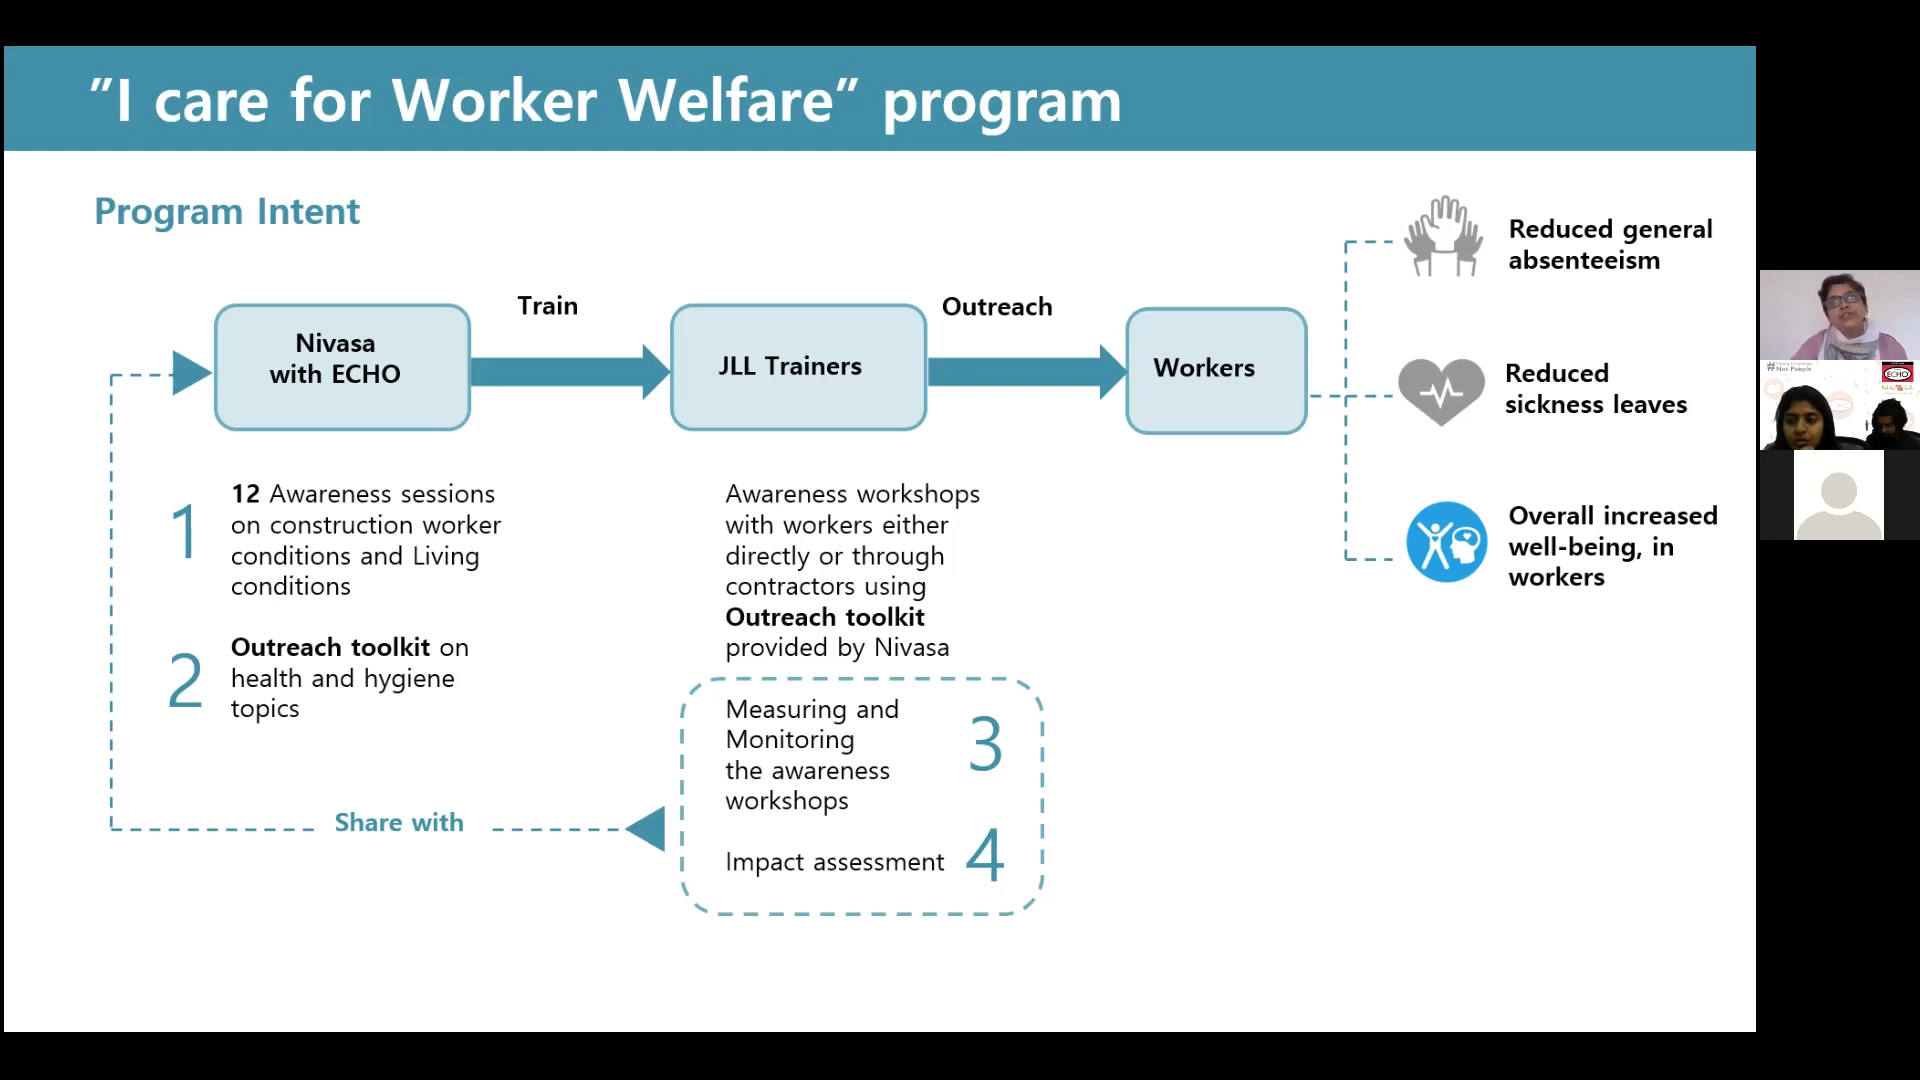 ”I care for Worker Welfare” program
Program Intent
Nivasa
with ECHO
Train
JLL Trainers
Outreach
Workers
Reduced general
absenteeism
Reduced
sickness leaves
Overall increased
well-being, in
workers
1
12 Awareness sessions
on construction worker
conditions and Living
conditions
2
Outreach toolkit on
health and hygiene
topics
Awareness workshops
with workers either
directly or through
contractors using
Outreach toolkit
provided by Nivasa
Measuring and
Monitoring
the awareness
workshops
3
Impact assessment
4
Share with
Not People
ECHO